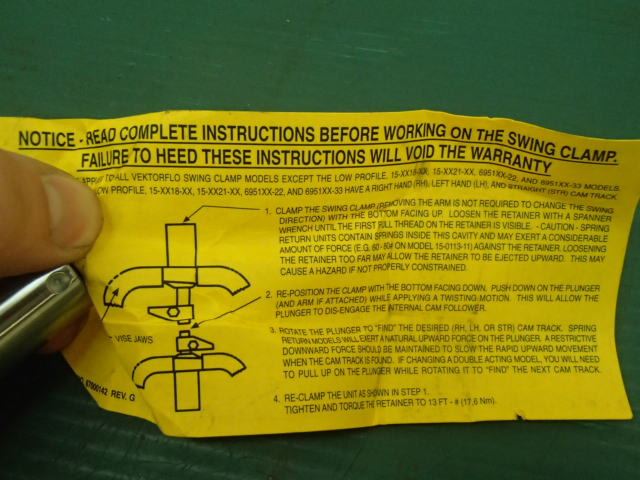 NOTICE - READ COMPLETE INSTRUCTIONS BEFORE WORKING ON THE SWING CLAMP.
FAILURE TO HEED THESE INSTRUCTIONS WILL VOID THE WARRANTY
ALL VEKTORFLO SWING CLAMP MODELS EXCEPT THE LOW PROFILE, 15-XX18-XX, 15-XX21-XX, 6951XX-22, AND 6951XX-33 MODELS.
LOW PROFILE, 15-XX18-XX, 15-XX21-XX, 6951XX-22, AND 6951XX-33 HAVE A RIGHT HAND (RH), LEFT HAND (LH), AND STRAIGHT (STR) CAM TRACK.
1. CLAMP THE SWING CLAMP (REMOVING THE ARM IS NOT REQUIRED TO CHANGE THE SWING
DIRECTION) WITH THE BOTTOM FACING UP. LOOSEN THE RETAINER WITH A SPANNER
WRENCH UNTIL THE FIRST FULL THREAD ON THE RETAINER IS VISIBLE. - CAUTION - SPRING
RETURN UNITS CONTAIN SPRINGS INSIDE THIS CAVITY AND MAY EXERT A CONSIDERABLE
AMOUNT OF FORCE (E.G. 60 - 80# ON MODEL 15-0113-11) AGAINST THE RETAINER. LOOSENING
THE RETAINER TOO FAR MAY ALLOW THE RETAINER TO BE EJECTED UPWARD. THIS MAY
CAUSE A HAZARD IF NOT PROPERLY CONSTRAINED.
2. RE-POSITION THE CLAMP WITH THE BOTTOM FACING DOWN. PUSH DOWN ON THE PLUNGER
(AND ARM IF ATTACHED) WHILE APPLYING A TWISTING MOTION. THIS WILL ALLOW THE
PLUNGER TO DIS-ENGAGE THE INTERNAL CAM FOLLOWER.
VISE JAWS
3. ROTATE THE PLUNGER TO "FIND" THE DESIRED (RH, LH, OR STR) CAM TRACK. SPRING
RETURN MODELS WILL EXERT A NATURAL UPWARD FORCE ON THE PLUNGER. A RESTRICTIVE
DOWNWARD FORCE SHOULD BE MAINTAINED TO SLOW THE RAPID UPWARD MOVEMENT
WHEN THE CAM TRACK IS FOUND. IF CHANGING A DOUBLE ACTING MODEL, YOU WILL NEED
TO PULL UP ON THE PLUNGER WHILE ROTATING IT TO "FIND" THE NEXT CAM TRACK.
67000142 REV. G
4. RE-CLAMP THE UNIT AS SHOWN IN STEP 1.
TIGHTEN AND TORQUE THE RETAINER TO 13 FT - # (17,6 Nm).